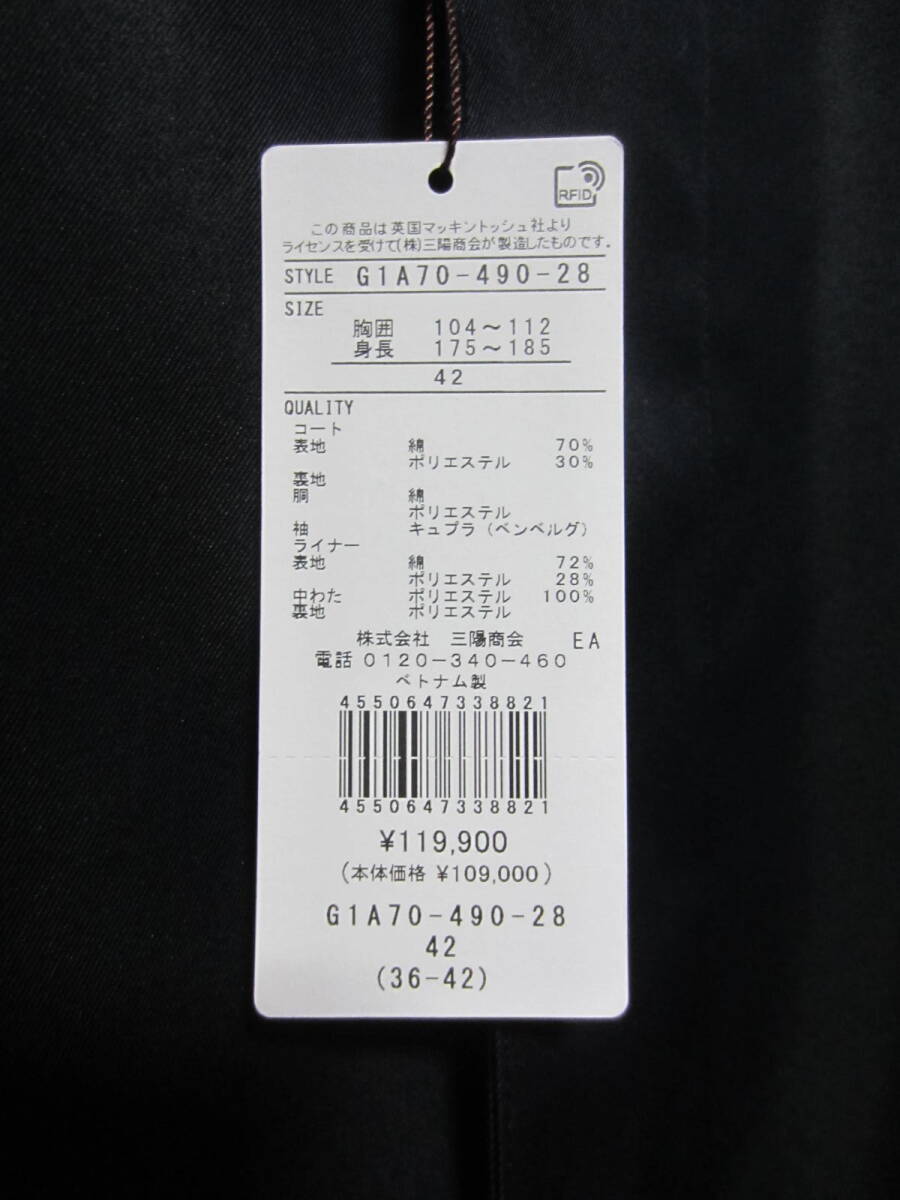 RFID
この商品は英国マッキントッシュ社より
ライセンスを受けて(株)三陽商会が製造したものです。
STYLE G1A70-490-28
SIZE
胸囲 104～112
身長 175～185
42
QUALITY
コート
表地 綿 70%
ポリエステル 30%
裏地
胴 綿
ポリエステル
袖 キュプラ（ベンベルグ）
ライナー
表地 綿 72%
ポリエステル 28%
中わた ポリエステル 100%
裏地 ポリエステル
株式会社 三陽商会 EA
電話 0120-340-460
ベトナム製
4550647338821
4550647338821
¥119,900
(本体価格 ¥109,000)
G1A70-490-28
42
(36-42)